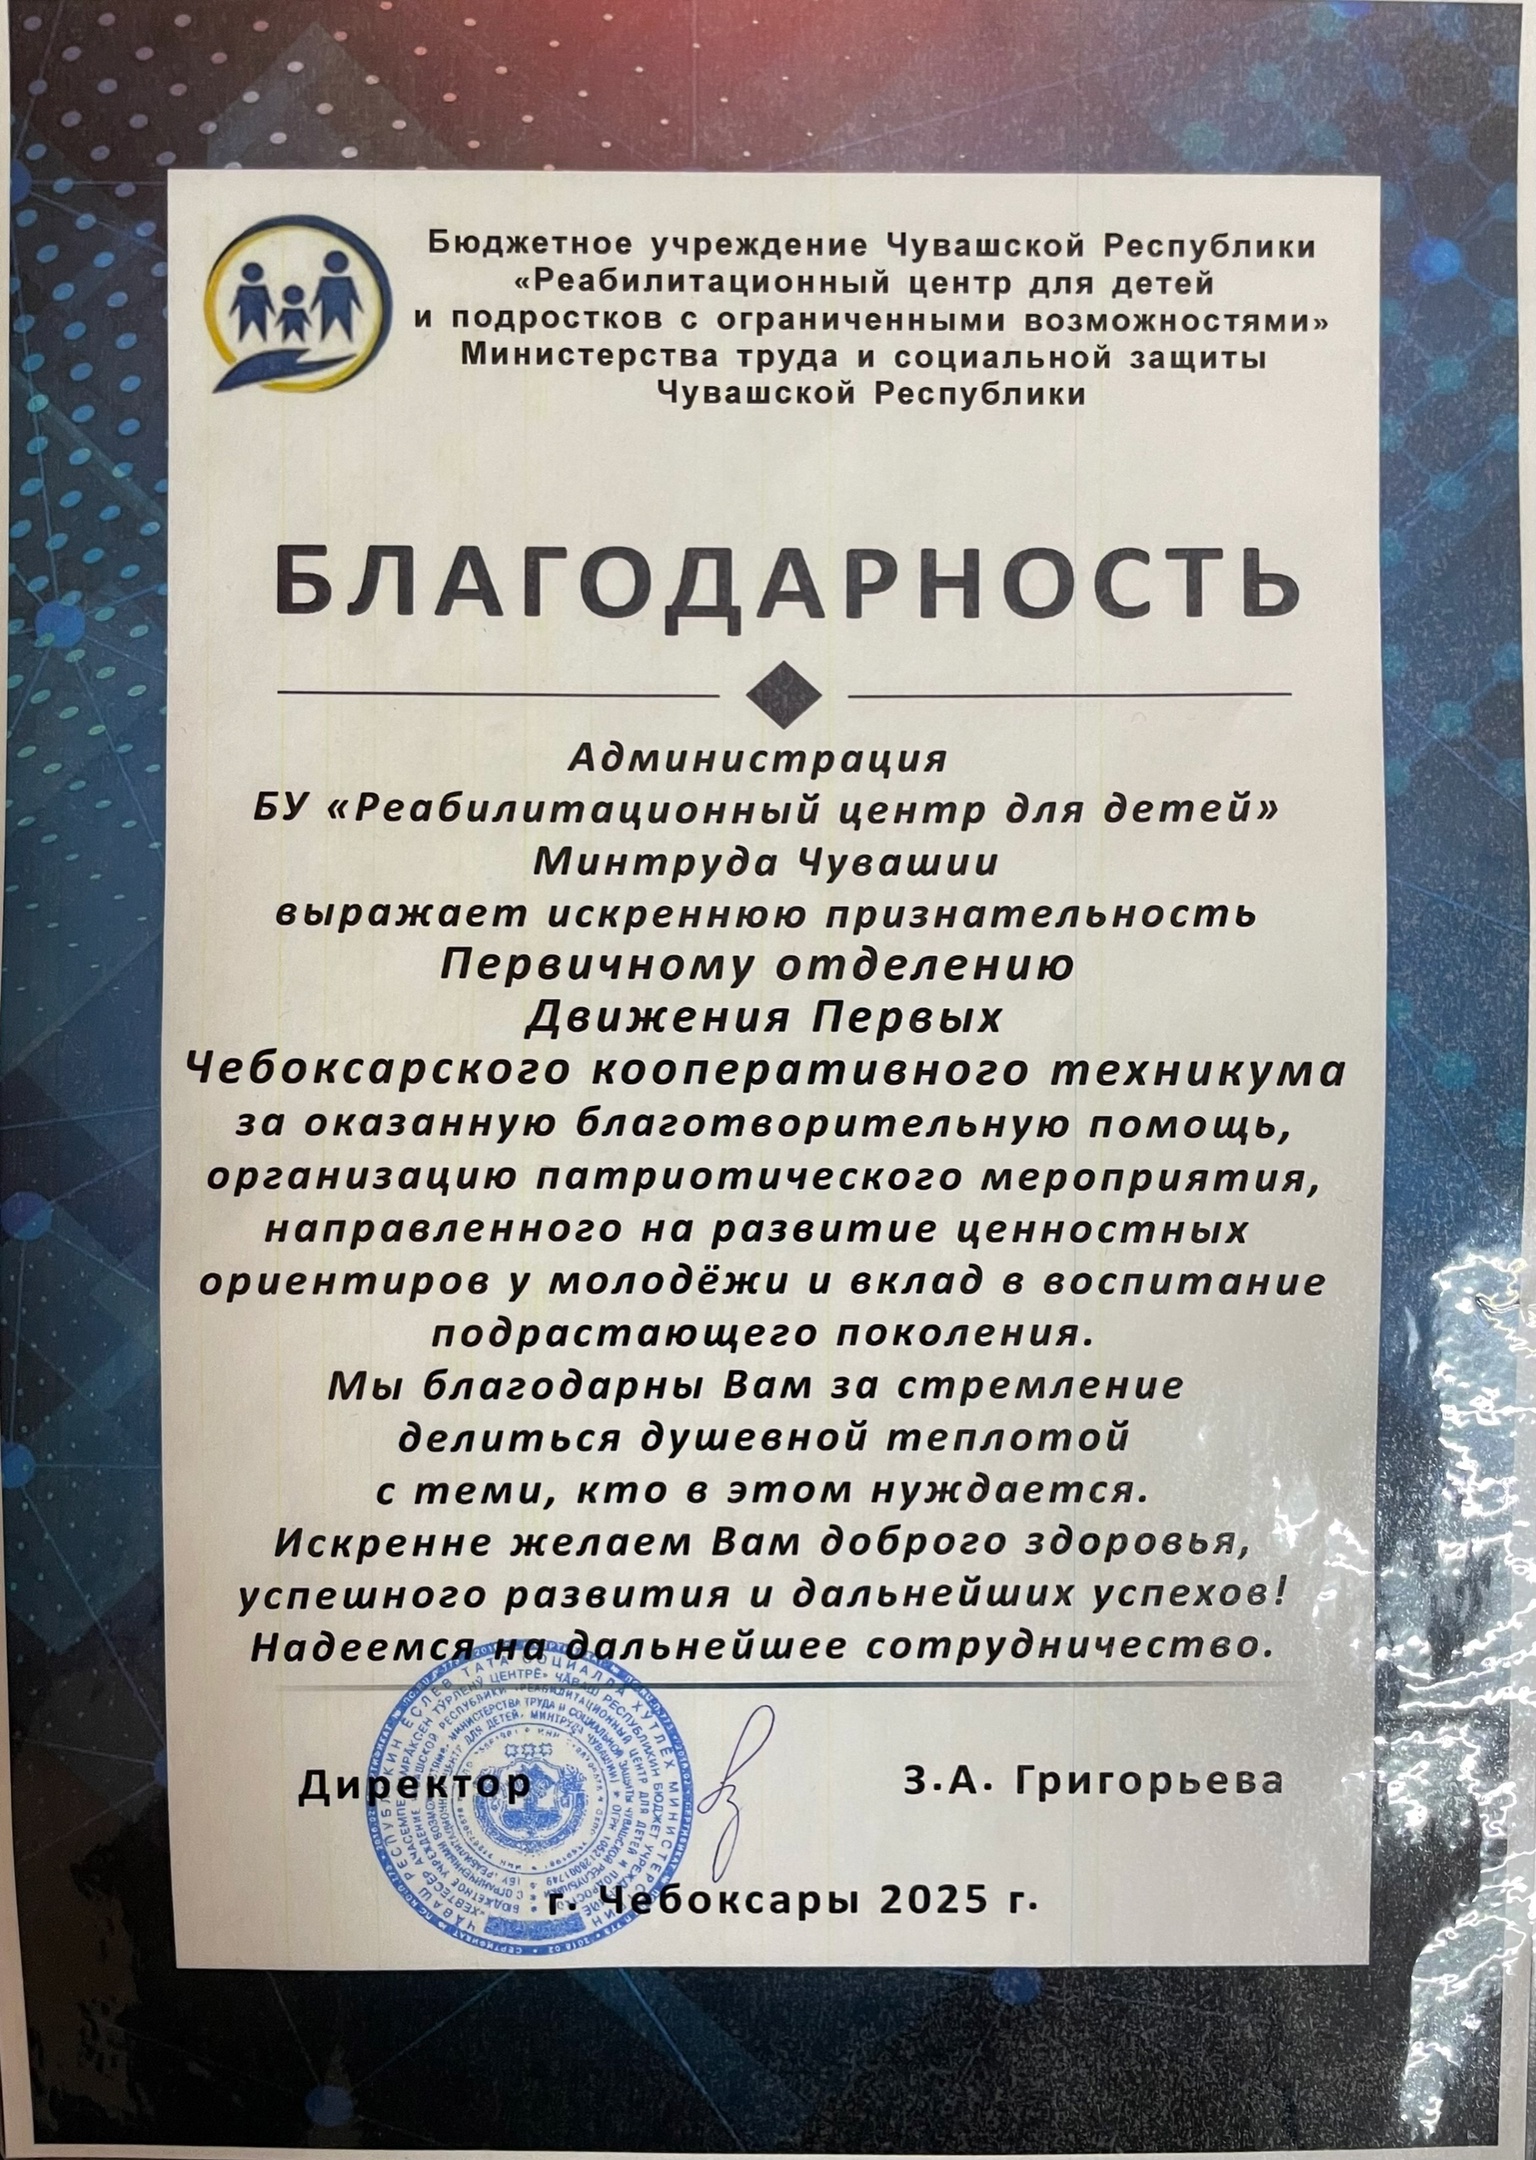 Бюджетное учреждение Чувашской Республики
«Реабилитационный центр для детей
и подростков с ограниченными возможностями»
Министерства труда и социальной защиты
Чувашской Республики
БЛАГОДАРНОСТЬ
Администрация
БУ «Реабилитационный центр для детей»
Минтруда Чувашии
выражает искреннюю признательность
Первичному отделению
Движения Первых
Чебоксарского кооперативного техникума
за оказанную благотворительную помощь,
организацию патриотического мероприятия,
направленного на развитие ценностных
ориентиров у молодёжи и вклад в воспитание
подрастающего поколения.
Мы благодарны Вам за стремление
делиться душевной теплотой
с теми, кто в этом нуждается.
Искренне желаем Вам доброго здоровья,
успешного развития и дальнейших успехов!
Надеемся на дальнейшее сотрудничество.
Директор З.А. Григорьева
г. Чебоксары 2025 г.